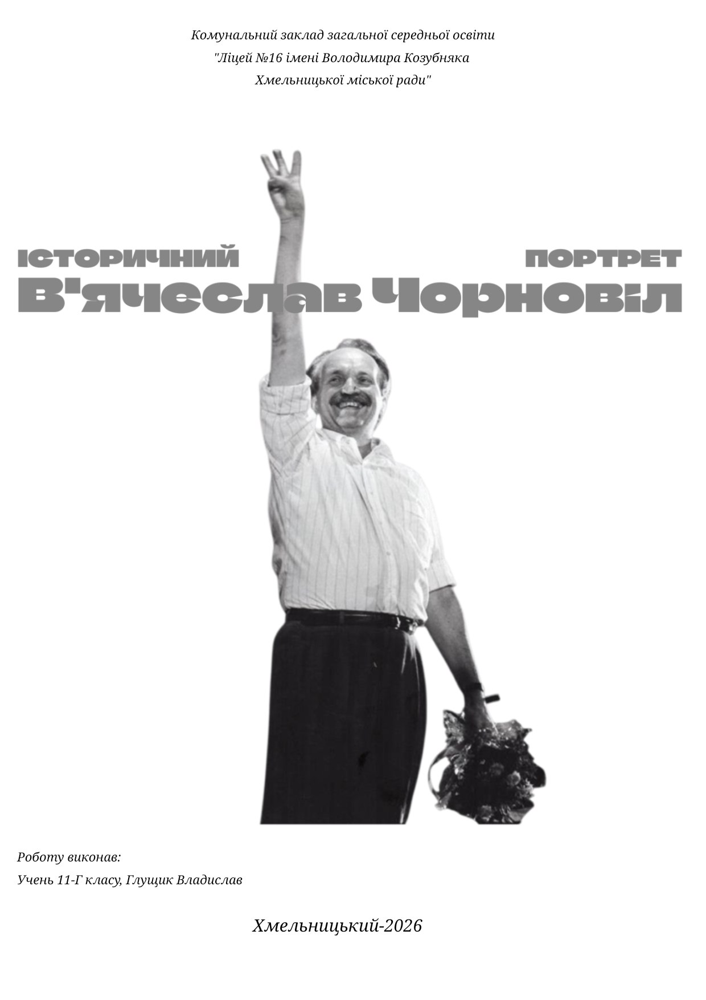 Комунальний заклад загальної середньої освіти
"Ліцей №16 імені Володимира Козубняка
Хмельницької міської ради"
ІСТОРИЧНИЙ ПОРТРЕТ
В'ячеслав Чорновіл
Роботу виконав:
Учень 11-Г класу, Глущик Владислав
Хмельницький-2026